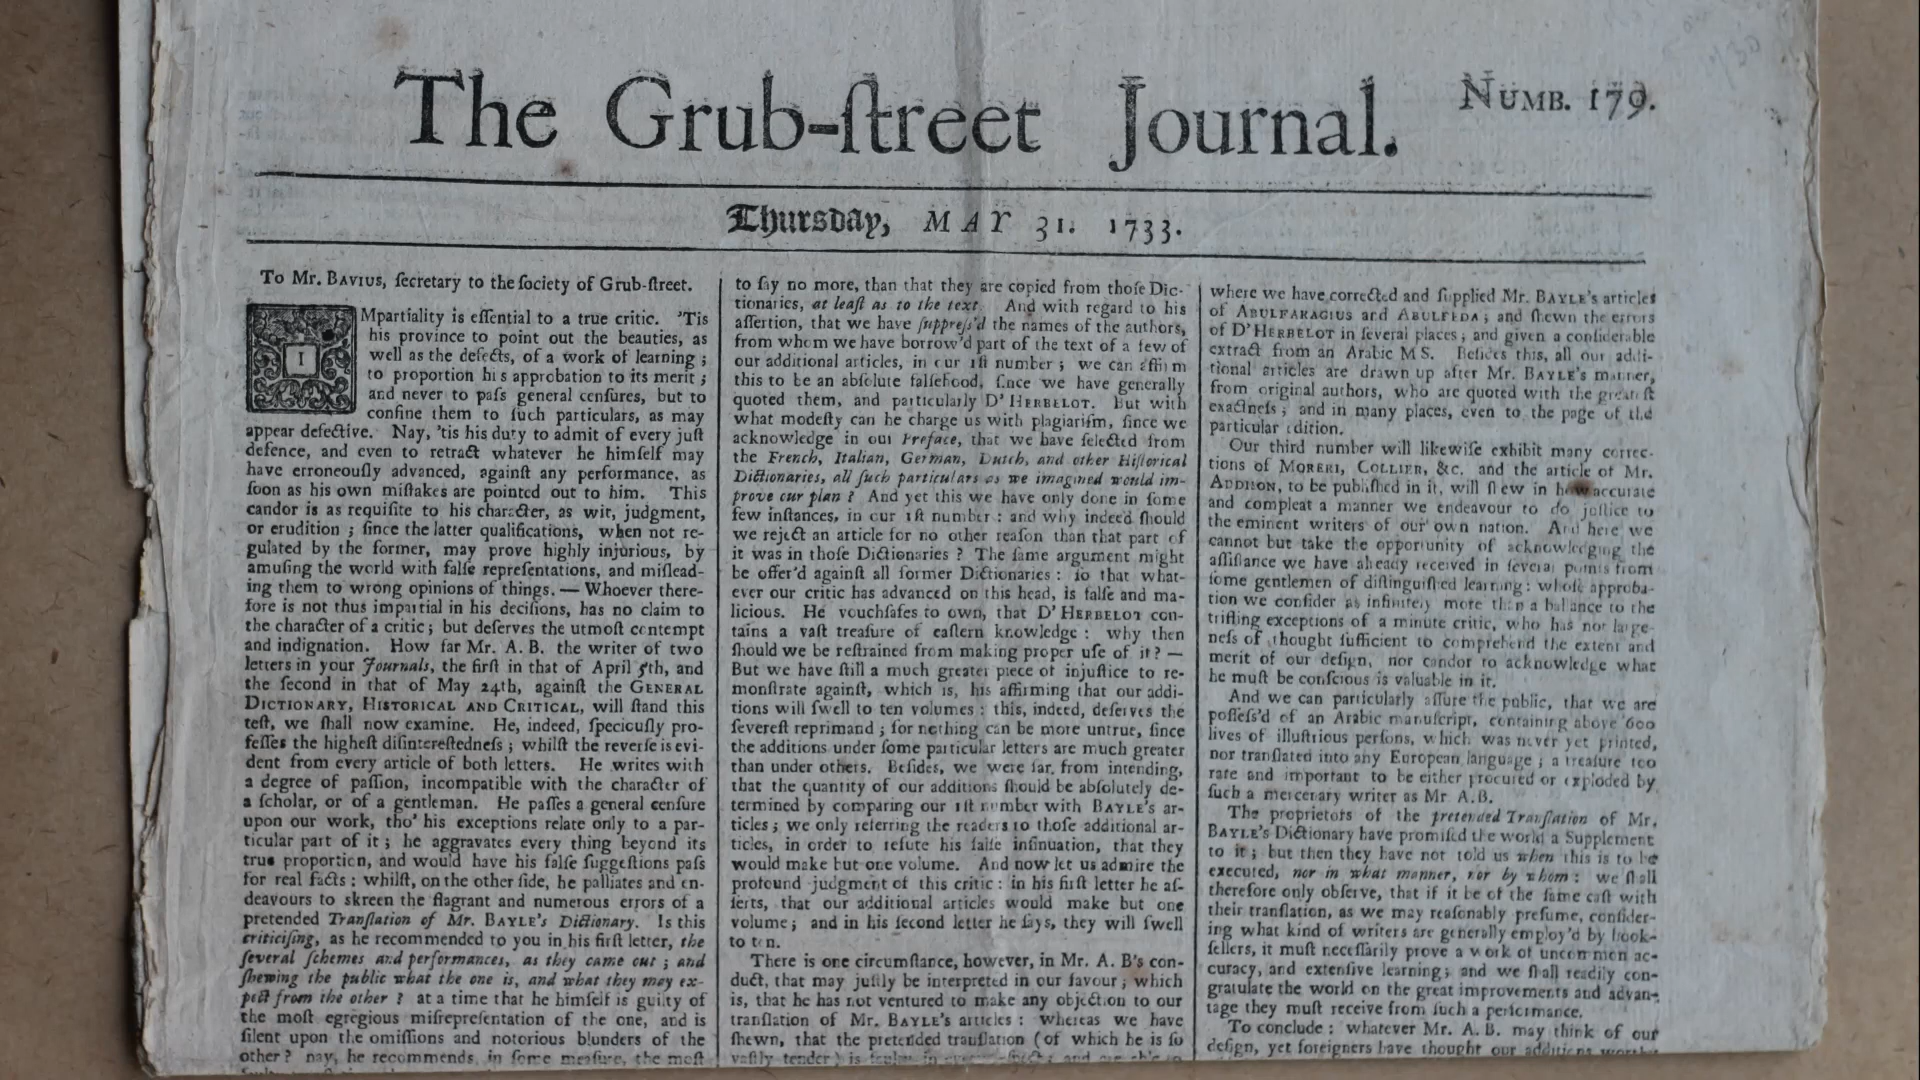 The Grub-ſtreet Journal.
NUMB. 179.
Thursday, MAY 31. 1733.
To Mr. BAVIUS, ſecretary to the ſociety of Grub-ſtreet.
IMpartiality is eſſential to a true critic. 'Tis
his province to point out the beauties, as
well as the defects, of a work of learning;
to proportion his approbation to its merit;
and never to paſs general cenſures, but to
confine them to ſuch particulars, as may
appear defective. Nay, 'tis his duty to admit of every juſt
defence, and even to retract whatever he himſelf may
have erroneouſly advanced, againſt any performance, as
ſoon as his own miſtakes are pointed out to him. This
candor is as requiſite to his character, as wit, judgment,
or erudition; ſince the latter qualifications, when not re-
gulated by the former, may prove highly injurious, by
amuſing the world with falſe repreſentations, and miſlead-
ing them to wrong opinions of things. — Whoever there-
fore is not thus impartial in his deciſions, has no claim to
the character of a critic; but deſerves the utmoſt contempt
and indignation. How far Mr. A. B. the writer of two
letters in your Journals, the firſt in that of April 5th, and
the ſecond in that of May 24th, againſt the GENERAL
DICTIONARY, HISTORICAL AND CRITICAL, will ſtand this
teſt, we ſhall now examine. He, indeed, ſpeciouſly pro-
feſſes the higheſt diſintereſtedneſs; whilſt the reverſe is evi-
dent from every article of both letters. He writes with
a degree of paſſion, incompatible with the character of
a ſcholar, or of a gentleman. He paſſes a general cenſure
upon our work, tho' his exceptions relate only to a par-
ticular part of it; he aggravates every thing beyond its
true proportion, and would have his falſe ſuggeſtions paſs
for real facts: whilſt, on the other ſide, he palliates and en-
deavours to skreen the flagrant and numerous errors of a
pretended Tranſlation of Mr. BAYLE'S Dictionary. Is this
criticiſing, as he recommended to you in his firſt letter, the
ſeveral ſchemes and performances, as they came out; and
ſhewing the public what the one is, and what they may ex-
pect from the other? at a time that he himſelf is guilty of
the moſt egregious miſrepreſentation of the one, and is
ſilent upon the omiſſions and notorious blunders of the
other? nay, he recommends, in ſome meaſure, the moſt
to ſay no more, than that they are copied from thoſe Dic-
tionaries, at leaſt as to the text. And with regard to his
aſſertion, that we have ſuppreſs'd the names of the authors,
from whom we have borrow'd part of the text of a few of
our additional articles, in our 1ſt number; we can affirm
this to be an abſolute falſehood, ſince we have generally
quoted them, and particularly D'HERBELOT. But with
what modeſty can he charge us with plagiariſm, ſince we
acknowledge in our Preface, that we have ſelected from
the French, Italian, German, Dutch, and other Hiſtorical
Dictionaries, all ſuch particulars as we imagined would im-
prove our plan? And yet this we have only done in ſome
few inſtances, in our 1ſt number: and why indeed ſhould
we reject an article for no other reaſon than that part of
it was in thoſe Dictionaries? The ſame argument might
be offer'd againſt all former Dictionaries: ſo that what-
ever our critic has advanced on this head, is falſe and ma-
licious. He vouchſafes to own, that D'HERBELOT con-
tains a vaſt treaſure of eaſtern knowledge: why then
ſhould we be reſtrained from making proper uſe of it? —
But we have ſtill a much greater piece of injuſtice to re-
monſtrate againſt, which is, his affirming that our addi-
tions will ſwell to ten volumes: this, indeed, deſerves the
ſevereſt reprimand; for nothing can be more untrue, ſince
the additions under ſome particular letters are much greater
than under others. Beſides, we were far from intending,
that the quantity of our additions ſhould be abſolutely de-
termined by comparing our 1ſt number with BAYLE'S ar-
ticles; we only referring the readers to thoſe additional ar-
ticles, in order to refute his falſe inſinuation, that they
would make but one volume. And now let us admire the
profound judgment of this critic: in his firſt letter he aſ-
ſerts, that our additional articles would make but one
volume; and in his ſecond letter he ſays, they will ſwell
to ten.
There is one circumſtance, however, in Mr. A. B's con-
duct, that may juſtly be interpreted in our favour; which
is, that he has not ventured to make any objection to our
tranſlation of Mr. BAYLE'S articles: whereas we have
ſhewn, that the pretended tranſlation (of which he is ſo
vaſtly tender) is
where we have corrected and ſupplied Mr. BAYLE'S articles
of ABULFARAGIUS and ABULFEDA; and ſhewn the errors
of D'HERBELOT in ſeveral places; and given a conſiderable
extract from an Arabic MS. Beſides this, all our addi-
tional articles are drawn up after Mr. BAYLE'S manner,
from original authors, who are quoted with the greateſt
exactneſs; and in many places, even to the page of the
particular edition.
Our third number will likewiſe exhibit many correc-
tions of MORERI, COLLIER, &c. and the article of Mr.
ADDISON, to be publiſhed in it, will ſhew in how accurate
and compleat a manner we endeavour to do juſtice to
the eminent writers of our own nation. And here we
cannot but take the opportunity of acknowledging the
aſſiſtance we have already received in ſeveral points from
ſome gentlemen of diſtinguiſhed learning: whoſe approba-
tion we conſider as infinitely more than a balance to the
trifling exceptions of a minute critic, who has not large-
neſs of thought ſufficient to comprehend the extent and
merit of our deſign, nor candor to acknowledge what
he muſt be conſcious is valuable in it.
And we can particularly aſſure the public, that we are
poſſeſs'd of an Arabic manuſcript, containing above 600
lives of illuſtrious perſons, which was never yet printed,
nor tranſlated into any European language; a treaſure too
rare and important to be either procured or exploded by
ſuch a mercenary writer as Mr A.B.
The proprietors of the pretended Tranſlation of Mr.
BAYLE'S Dictionary have promiſed the world a Supplement
to it; but then they have not told us when this is to be
executed, nor in what manner, nor by whom: we ſhall
therefore only obſerve, that if it be of the ſame caſt with
their tranſlation, as we may reaſonably preſume, conſider-
ing what kind of writers are generally employ'd by book-
ſellers, it muſt neceſſarily prove a work of uncommon ac-
curacy, and extenſive learning; and we ſhall readily con-
gratulate the world on the great improvements and advan-
tage they muſt receive from ſuch a performance.
To conclude: whatever Mr. A. B. may think of our
deſign, yet foreigners have thought our additions